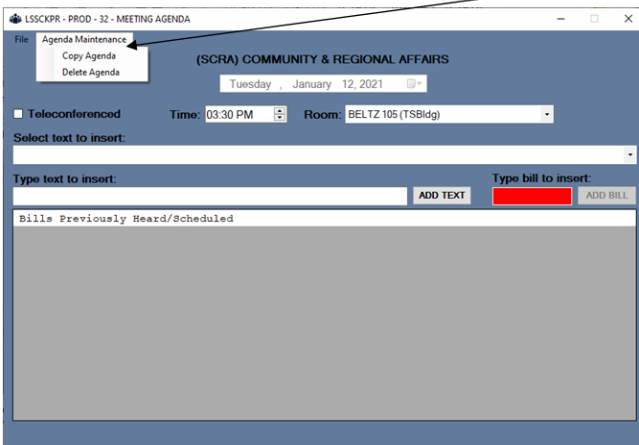 LSSCKPR - PROD - 32 - MEETING AGENDA
File Agenda Maintenance
Copy Agenda
Delete Agenda
(SCRA) COMMUNITY & REGIONAL AFFAIRS
Tuesday , January 12, 2021
Teleconferenced Time: 03:30 PM Room: BELTZ 105 (TSBldg)
Select text to insert:
Type text to insert: Type bill to insert:
ADD TEXT ADD BILL
Bills Previously Heard/Scheduled